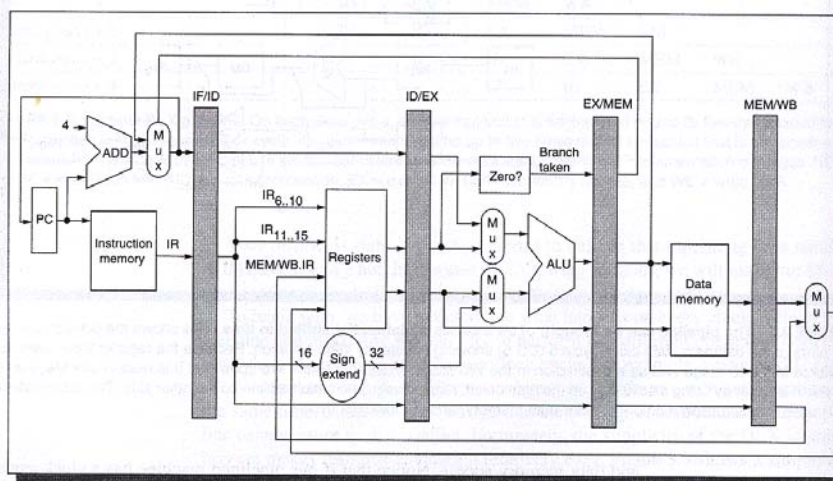 IF/ID
ID/EX
EX/MEM
MEM/WB
4
M
u
x
PC
Instruction
memory
IR
IR6..10
IR11..15
MEM/WB.IR
Registers
16
Sign
extend
32
Zero?
Branch
taken
M
u
x
M
u
x
ALU
Data
memory
M
u
x